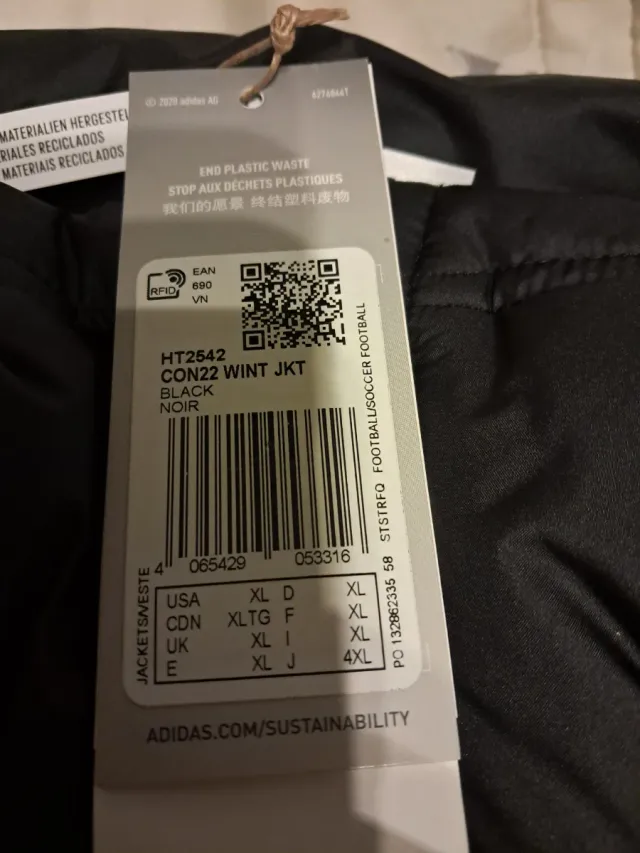 © 2020 adidas AG
62768441
MATERIALIEN HERGESTEL
RIALES RECICLADOS
MATERIAIS RECICLADOS
END PLASTIC WASTE
STOP AUX DÉCHETS PLASTIQUES
我们的愿景 终结塑料废物
RFID
EAN
690
VN
HT2542
CON22 WINT JKT
BLACK
NOIR
4 065429 053316
USA XL D XL
CDN XLTG F XL
UK XL I XL
E XL J 4XL
JACKETS/VESTE
PO 132862335 58 STSTRFQ FOOTBALL/SOCCER FOOTBALL
ADIDAS.COM/SUSTAINABILITY